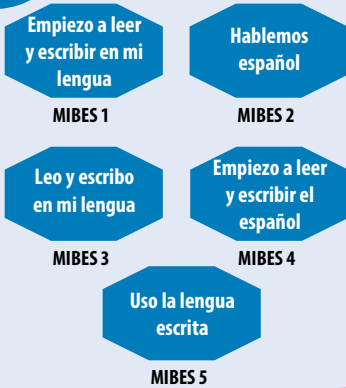 Empiezo a leer
y escribir en mi
lengua
MIBES 1
Hablemos
español
MIBES 2
Leo y escribo
en mi lengua
MIBES 3
Empiezo a leer
y escribir el
español
MIBES 4
Uso la lengua
escrita
MIBES 5